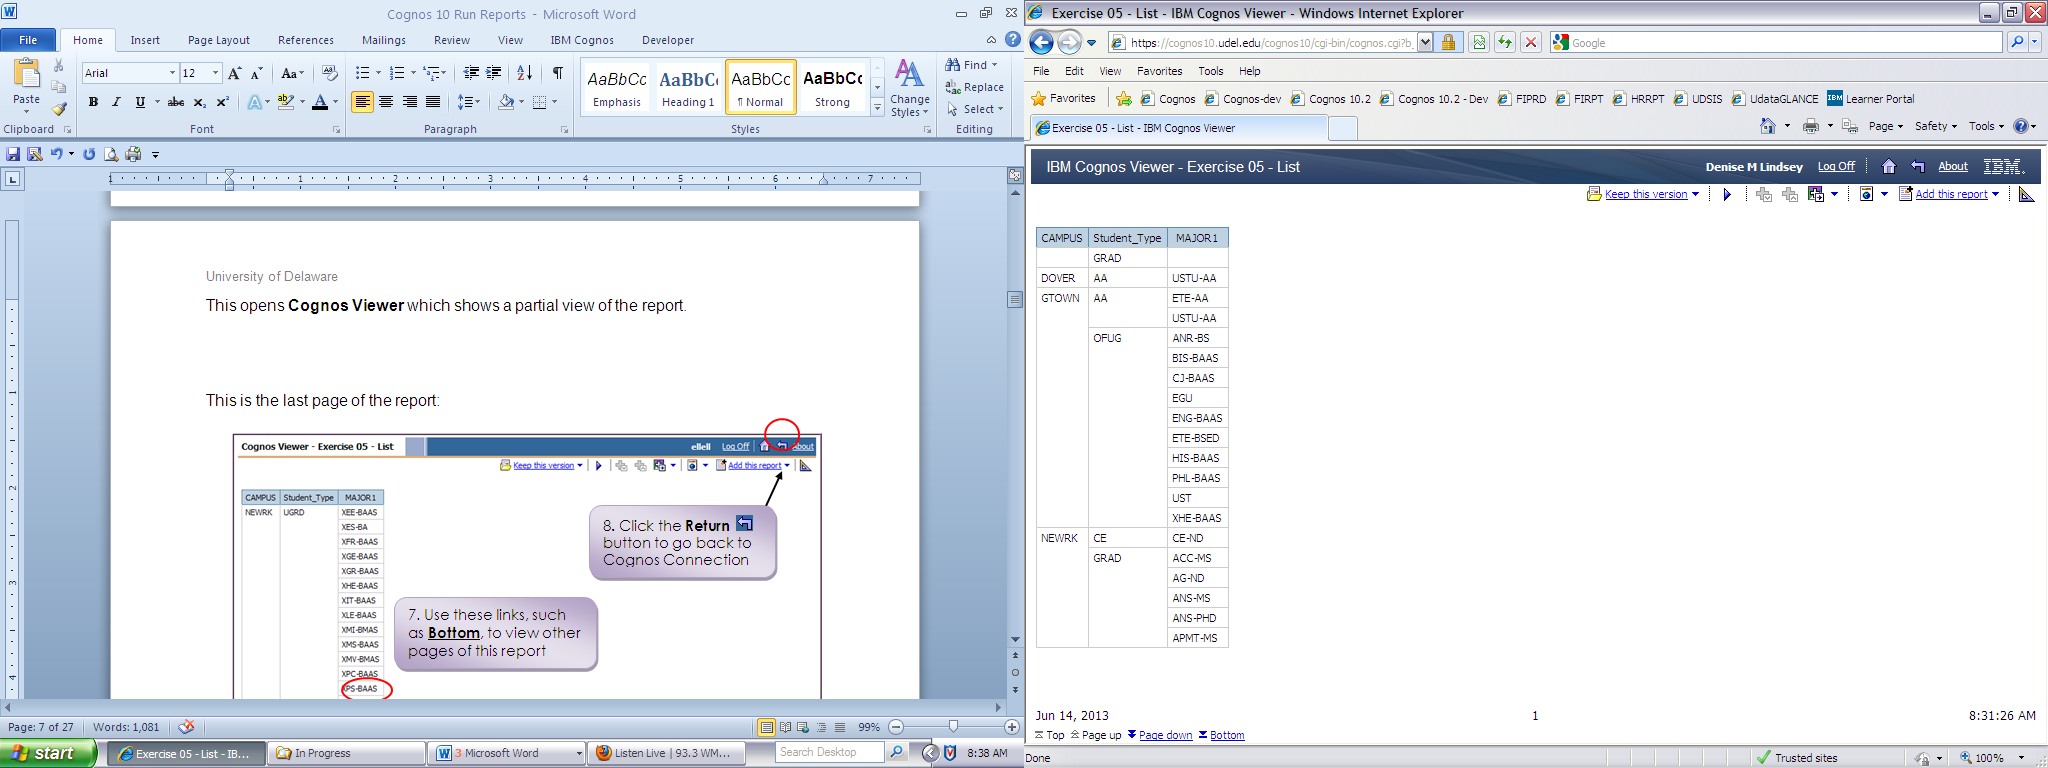 Cognos 10 Run Reports - Microsoft Word
File Home Insert Page Layout References Mailings Review View IBM Cognos Developer
Paste
Clipboard
Arial 12
Font
Paragraph
AaBbCc AaBbC AaBbCc AaBbCc
Emphasis Heading 1 ¶ Normal Strong
Change Styles
Styles
Find
Replace
Select
Editing
1 1 2 3 4 5 6 7
University of Delaware
This opens Cognos Viewer which shows a partial view of the report.
This is the last page of the report:
Cognos Viewer - Exercise 05 - List ellell Log Off About
Keep this version Add this report
CAMPUS Student_Type MAJOR1
NEWRK UGRD XEE-BAAS
XES-BA
XFR-BAAS
XGE-BAAS
XGR-BAAS
XHE-BAAS
XIT-BAAS
XLE-BAAS
XMI-BMAS
XMS-BAAS
XMV-BMAS
XPC-BAAS
XPS-BAAS
8. Click the Return
button to go back to
Cognos Connection
7. Use these links, such
as Bottom, to view other
pages of this report
Page: 7 of 27 Words: 1,081 99%
start Exercise 05 - List - IB... In Progress 3 Microsoft Word Listen Live | 93.3 WM... Search Desktop 8:38 AM
Exercise 05 - List - IBM Cognos Viewer - Windows Internet Explorer
https://cognos10.udel.edu/cognos10/cgi-bin/cognos.cgi?b_ Google
File Edit View Favorites Tools Help
Favorites Cognos Cognos-dev Cognos 10.2 Cognos 10.2 - Dev FIPRD FIRPT HRRPT UDSIS UdataGLANCE IBM Learner Portal
Exercise 05 - List - IBM Cognos Viewer Page Safety Tools
IBM Cognos Viewer - Exercise 05 - List Denise M Lindsey Log Off About IBM.
Keep this version Add this report
CAMPUS Student_Type MAJOR1
GRAD
DOVER AA USTU-AA
GTOWN AA ETE-AA
USTU-AA
OFUG ANR-BS
BIS-BAAS
CJ-BAAS
EGU
ENG-BAAS
ETE-BSED
HIS-BAAS
PHL-BAAS
UST
XHE-BAAS
NEWRK CE CE-ND
GRAD ACC-MS
AG-ND
ANS-MS
ANS-PHD
APMT-MS
Jun 14, 2013 1 8:31:26 AM
Top Page up Page down Bottom
Done Trusted sites 100%